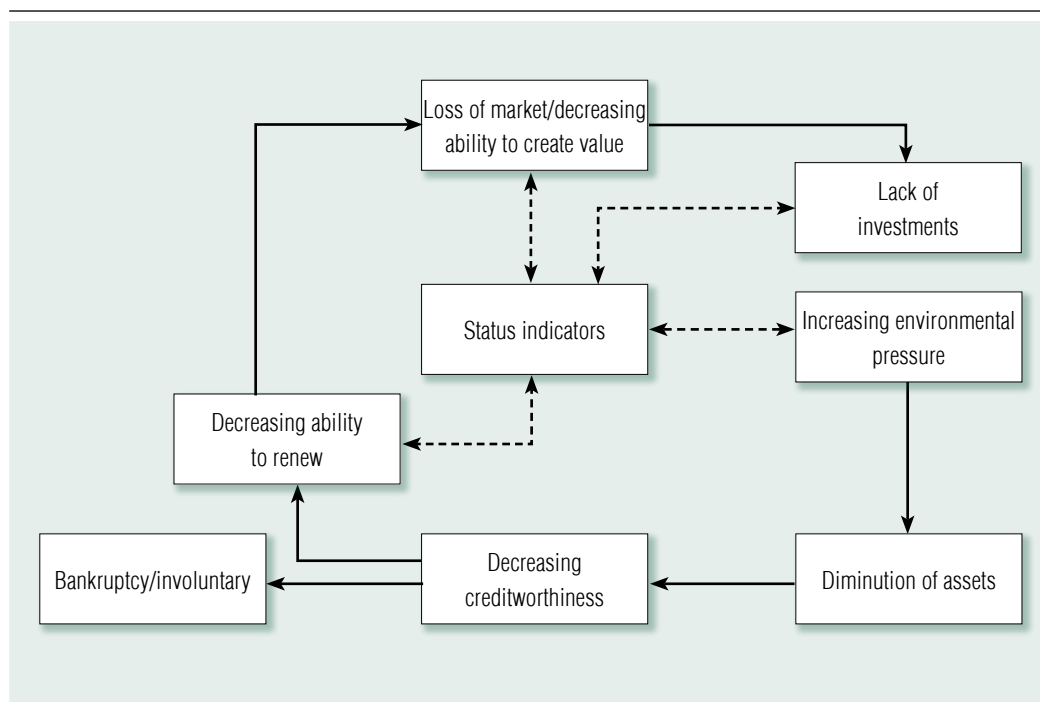 Loss of market/decreasing
ability to create value
Lack of
investments
Status indicators
Increasing environmental
pressure
Decreasing ability
to renew
Bankruptcy/involuntary
Decreasing
creditworthiness
Diminution of assets